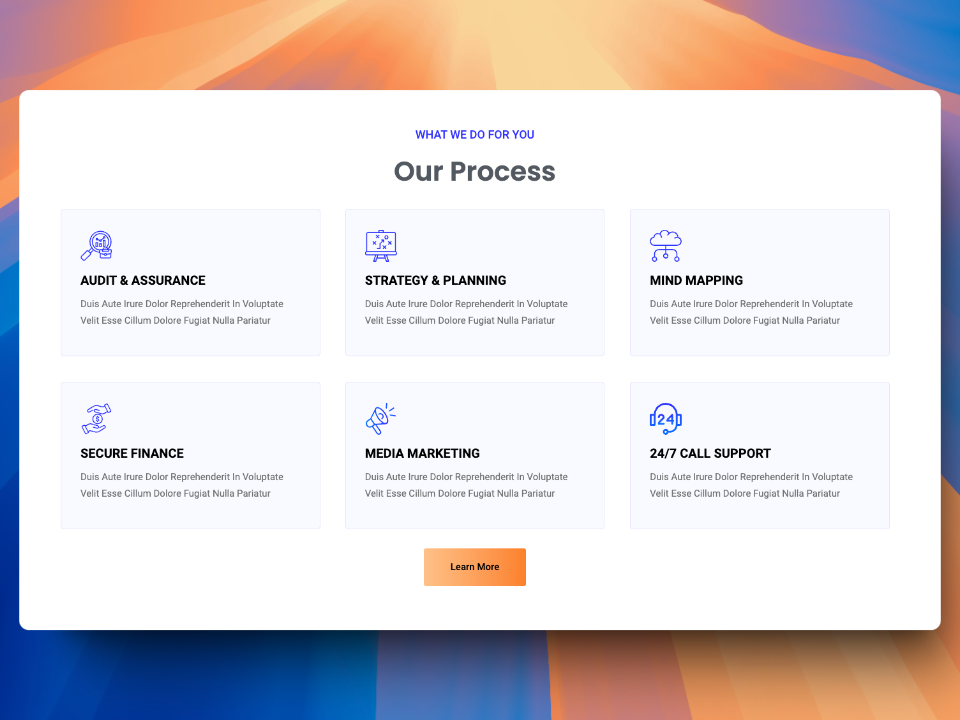 WHAT WE DO FOR YOU
Our Process
AUDIT & ASSURANCE
Duis Aute Irure Dolor Reprehenderit In Voluptate
Velit Esse Cillum Dolore Fugiat Nulla Pariatur
STRATEGY & PLANNING
Duis Aute Irure Dolor Reprehenderit In Voluptate
Velit Esse Cillum Dolore Fugiat Nulla Pariatur
MIND MAPPING
Duis Aute Irure Dolor Reprehenderit In Voluptate
Velit Esse Cillum Dolore Fugiat Nulla Pariatur
SECURE FINANCE
Duis Aute Irure Dolor Reprehenderit In Voluptate
Velit Esse Cillum Dolore Fugiat Nulla Pariatur
MEDIA MARKETING
Duis Aute Irure Dolor Reprehenderit In Voluptate
Velit Esse Cillum Dolore Fugiat Nulla Pariatur
24
24/7 CALL SUPPORT
Duis Aute Irure Dolor Reprehenderit In Voluptate
Velit Esse Cillum Dolore Fugiat Nulla Pariatur
Learn More